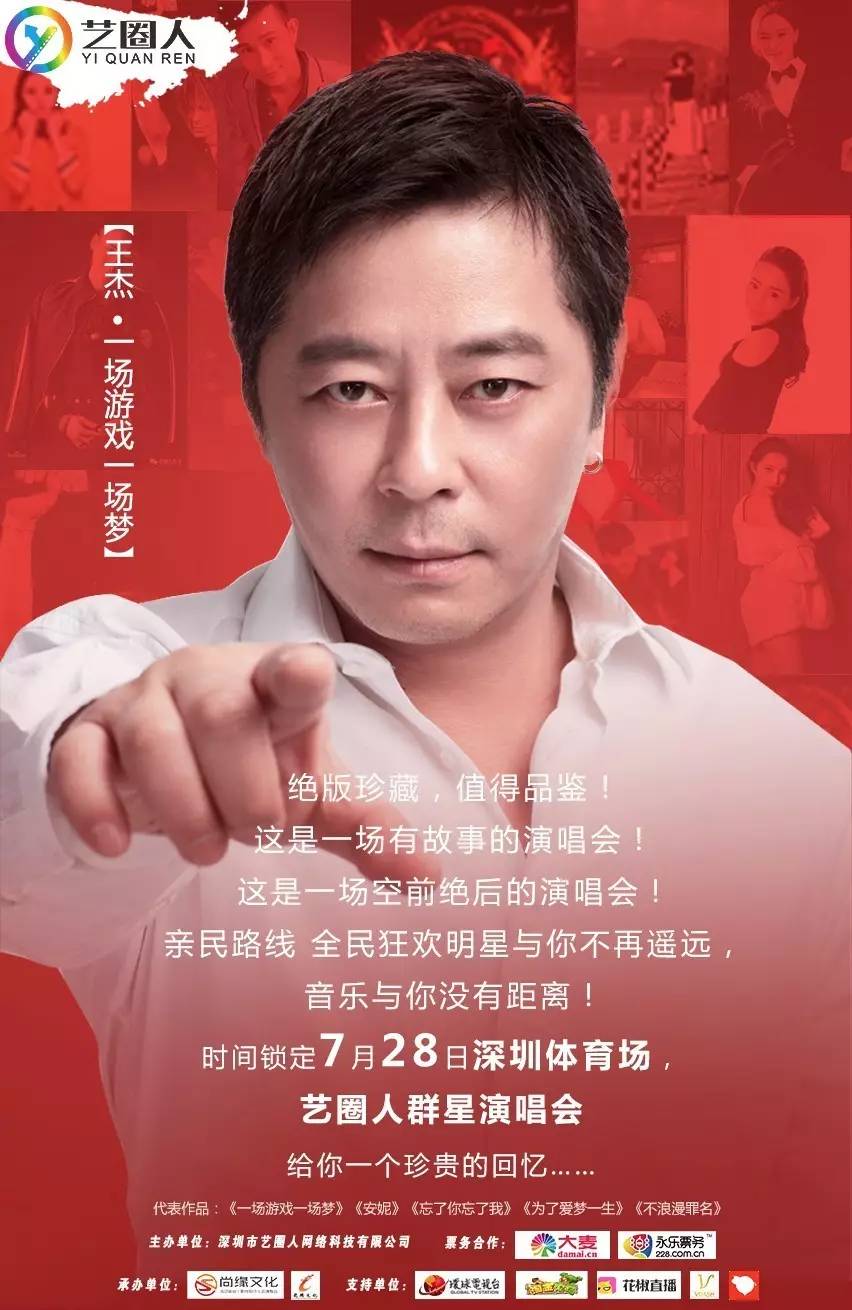 艺圈人
YI QUAN REN
【王杰·一场游戏一场梦】
绝版珍藏，值得品鉴！
这是一场有故事的演唱会！
这是一场空前绝后的演唱会！
亲民路线 全民狂欢明星与你不再遥远，
音乐与你没有距离！
时间锁定7月28日深圳体育场，
艺圈人群星演唱会
给你一个珍贵的回忆……
代表作品：《一场游戏一场梦》《安妮》《忘了你忘了我》《为了爱梦一生》《不浪漫罪名》
主办单位：深圳市艺圈人网络科技有限公司 票务合作： 大麦 damai.cn 永乐票务 228.com.cn
承办单位： 尚缘文化 支持单位： 环球電視台 GLOBAL TV STATION 花椒直播